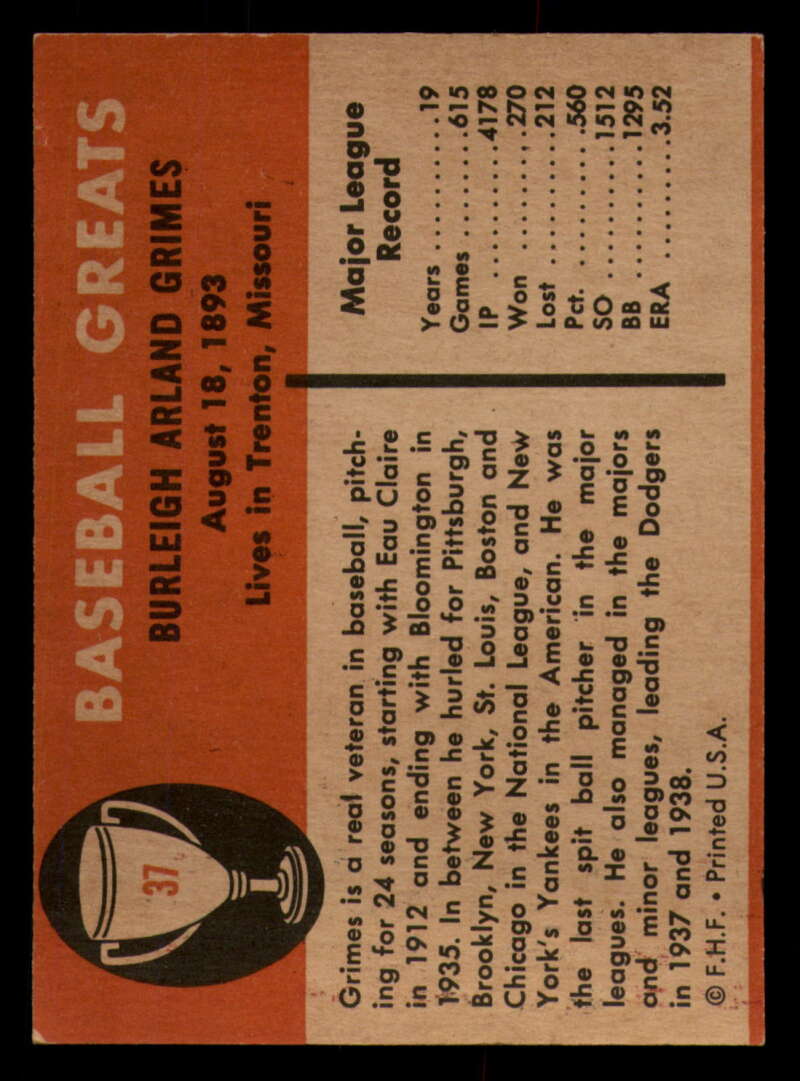 BASEBALL GREATS
37
BURLEIGH ARLAND GRIMES
August 18, 1893
Lives in Trenton, Missouri
Grimes is a real veteran in baseball, pitch-
ing for 24 seasons, starting with Eau Claire
in 1912 and ending with Bloomington in
1935. In between he hurled for Pittsburgh,
Brooklyn, New York, St. Louis, Boston and
Chicago in the National League, and New
York's Yankees in the American. He was
the last spit ball pitcher in the major
leagues. He also managed in the majors
and minor leagues, leading the Dodgers
in 1937 and 1938.
© F.H.F. • Printed U.S.A.
Major League
Record
Years ..........19
Games ........615
IP ..........4178
Won ........270
Lost ..........212
Pct. ..........560
SO ........1512
BB ..........1295
ERA ........3.52